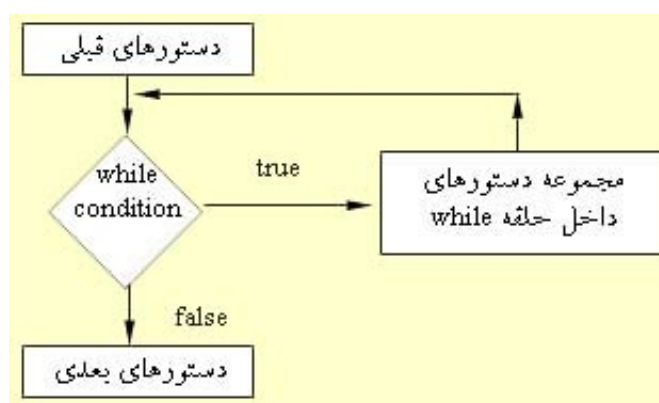 دستورهای قبلی
while
condition
true
مجموعه دستورهای
داخل حلقه while
false
دستورهای بعدی